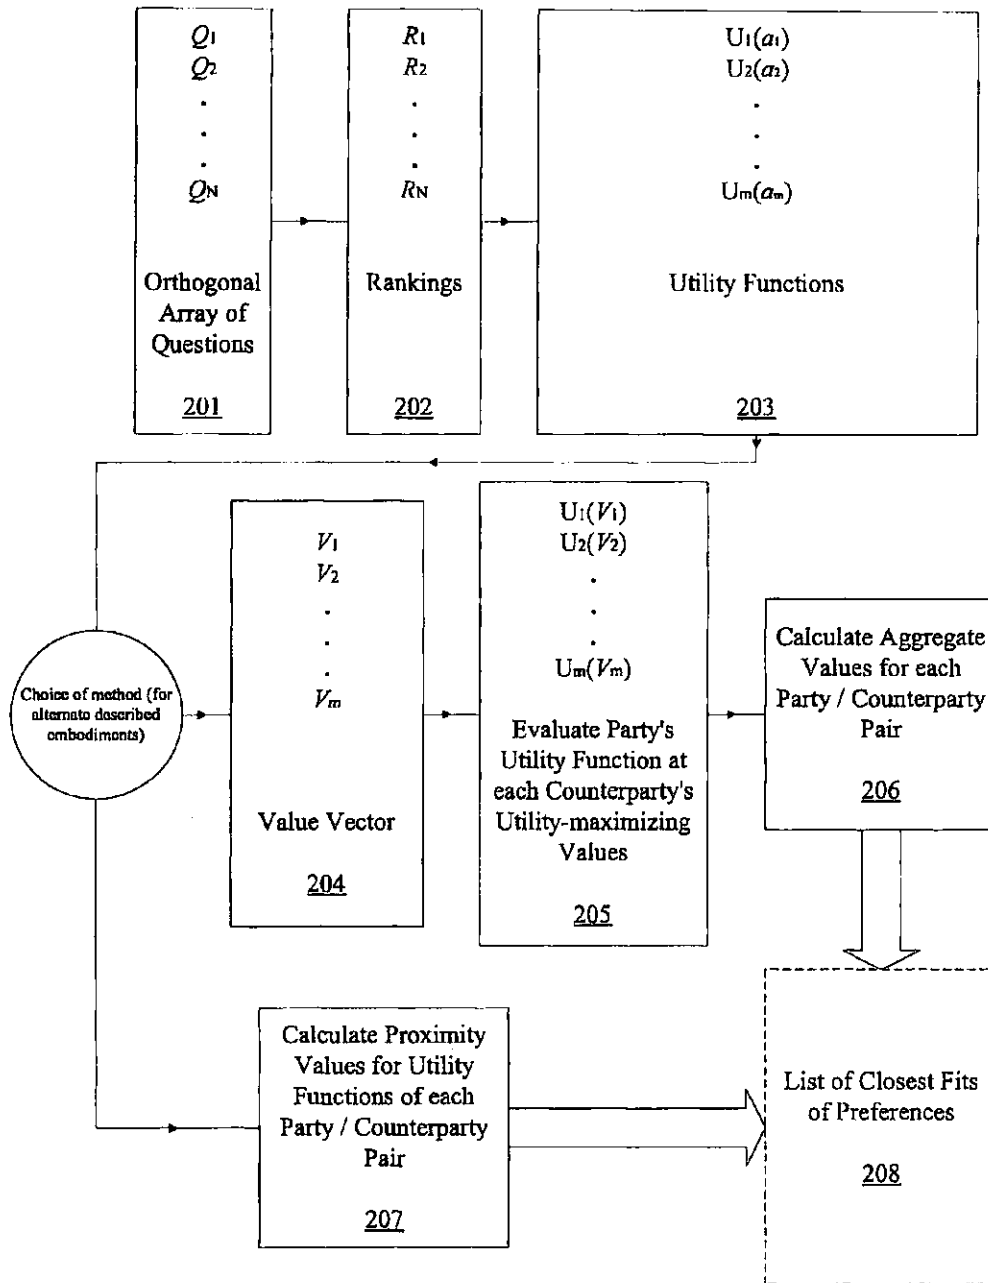 Q1
Q2
.
.
.
QN
Orthogonal
Array of
Questions
201
R1
R2
.
.
.
RN
Rankings
202
U1(a1)
U2(a2)
.
.
.
Um(am)
Utility Functions
203
Choice of method (for
alternato described
ombodiments)
V1
V2
.
.
.
Vm
Value Vector
204
U1(V1)
U2(V2)
.
.
.
Um(Vm)
Evaluate Party's
Utility Function at
each Counterparty's
Utility-maximizing
Values
205
Calculate Aggregate
Values for each
Party / Counterparty
Pair
206
Calculate Proximity
Values for Utility
Functions of each
Party / Counterparty
Pair
207
List of Closest Fits
of Preferences
208